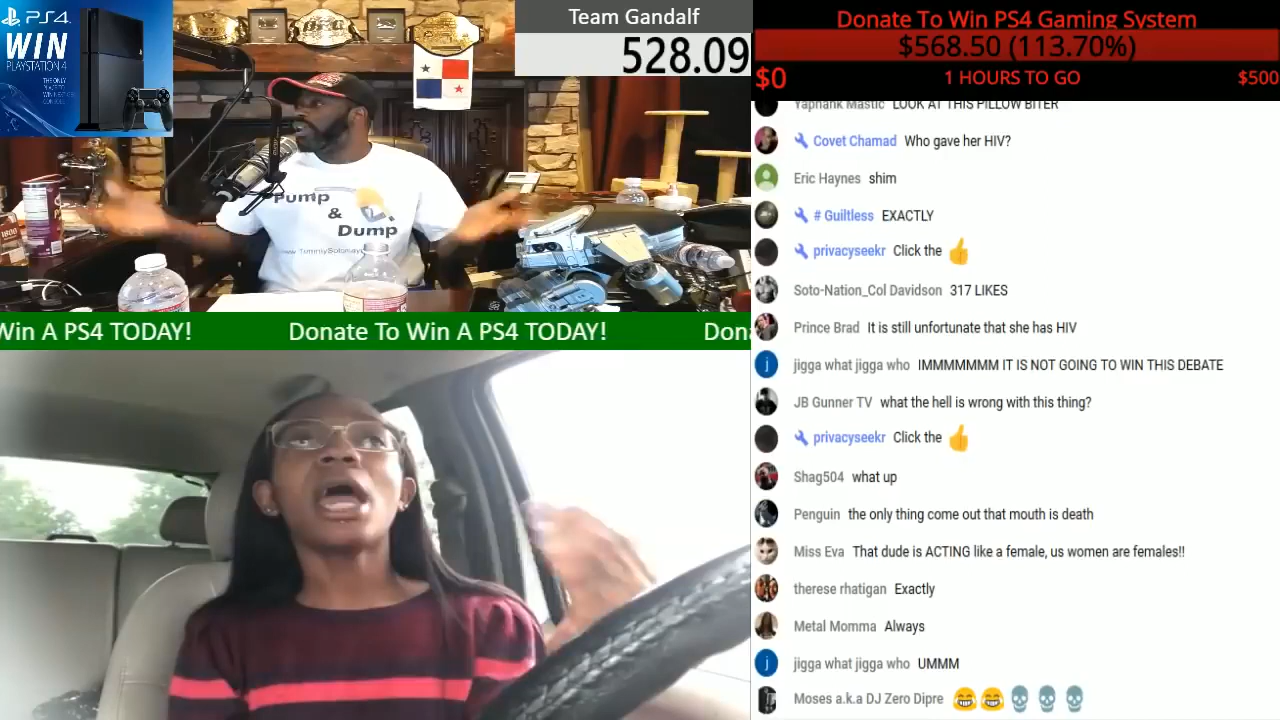 PS4
WIN
PLAYSTATION 4
Team Gandalf
528.09
Pump
&
Dump
Win A PS4 TODAY!
Donate To Win A PS4 TODAY!
Dona
Donate To Win PS4 Gaming System
$568.50 (113.70%)
$0
1 HOURS TO GO
$500
Yaphank Mastic LOOK AT THIS PILLOW BITER
Covet Chamad Who gave her HIV?
Eric Haynes shim
# Guiltless EXACTLY
privacyseekr Click the 👍
Soto-Nation_Col Davidson 317 LIKES
Prince Brad It is still unfortunate that she has HIV
j
jigga what jigga who IMMMMMMM IT IS NOT GOING TO WIN THIS DEBATE
JB Gunner TV what the hell is wrong with this thing?
privacyseekr Click the 👍
Shag504 what up
Penguin the only thing come out that mouth is death
Miss Eva That dude is ACTING like a female, us women are females!!
therese rhatigan Exactly
Metal Momma Always
j
jigga what jigga who UMMM
Moses a.k.a DJ Zero Dipre 😂😂💀💀💀